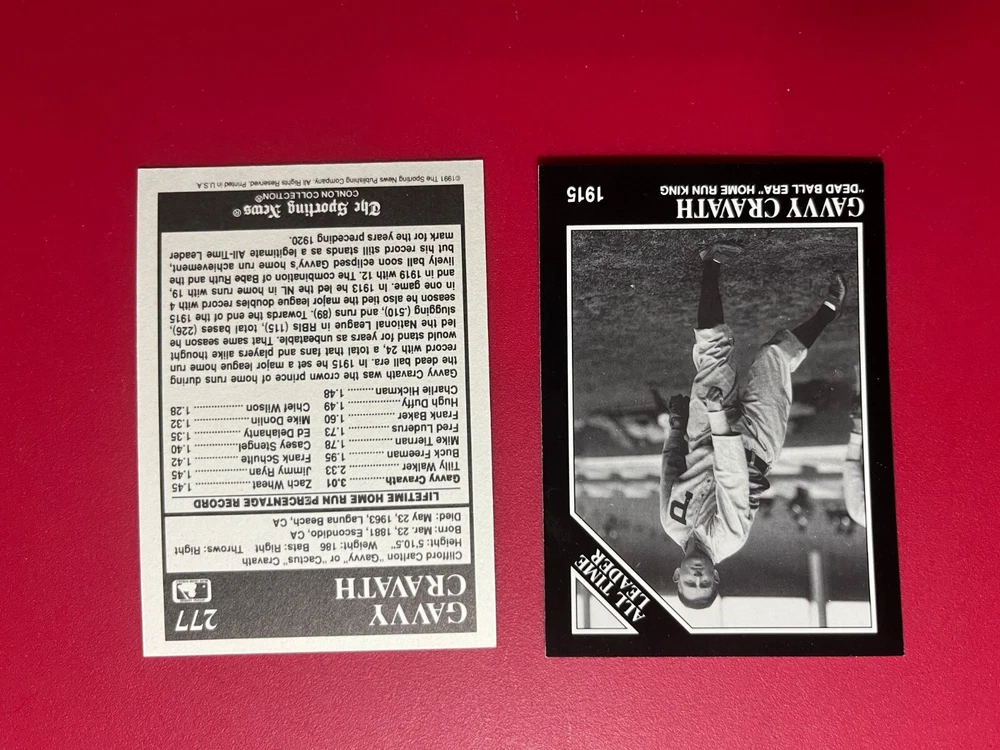 GAVVY
CRAVATH
277
Clifford Carlton "Gavvy" or "Cactus" Cravath
Height: 5'10.5" Weight: 186 Bats: Right Throws: Right
Born: Mar. 23, 1881, Escondido, CA
Died: May 23, 1963, Laguna Beach, CA
LIFETIME HOME RUN PERCENTAGE RECORD
Gavvy Cravath ........ 3.01 Zach Wheat ........ 1.45
Tilly Walker ........ 2.33 Jimmy Ryan ........ 1.45
Buck Freeman ........ 1.95 Frank Schulte ........ 1.42
Mike Tiernan ........ 1.78 Casey Stengel ........ 1.40
Fred Luderus ........ 1.73 Ed Delahanty ........ 1.35
Frank Baker ........ 1.60 Mike Donlin ........ 1.32
Hugh Duffy ........ 1.49 Chief Wilson ........ 1.28
Charlie Hickman ........ 1.48
Gavvy Cravath was the crown prince of home runs during
the dead ball era. In 1915 he set a major league home run
record with 24, a total that fans and players alike thought
would stand for years as unbeatable. That same season he
led the National League in RBIs (115), total bases (226),
slugging (.510), and runs (89). Towards the end of the 1915
season he also tied the major league doubles record with 4
in one game. In 1913 he led the NL in home runs with 19,
and in 1919 with 12. The combination of Babe Ruth and the
lively ball soon eclipsed Gavvy's home run achievement,
but his record still stands as a legitimate All-Time Leader
mark for the years preceding 1920.
The Sporting News®
CONLON COLLECTION®
©1991 The Sporting News Publishing Company. All Rights Reserved. Printed in U.S.A.
ALL TIME
LEADER
P
GAVVY CRAVATH
"DEAD BALL ERA" HOME RUN KING
1915